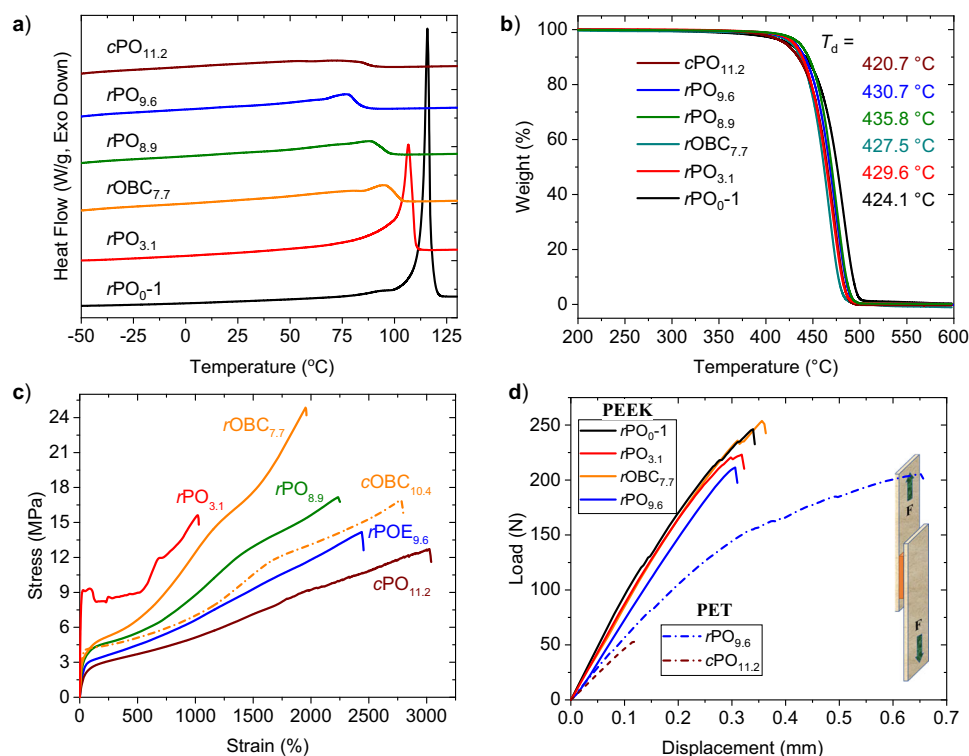 a)
Heat Flow (W/g, Exo Down)
cPO11.2
rPO9.6
rPO8.9
rOBC7.7
rPO3.1
rPO0-1
-50 -25 0 25 50 75 100 125
Temperature (ºC)
b)
Weight (%)
100
80
60
40
20
0
Td =
cPO11.2 420.7 °C
rPO9.6 430.7 °C
rPO8.9 435.8 °C
rOBC7.7 427.5 °C
rPO3.1 429.6 °C
rPO0-1 424.1 °C
200 250 300 350 400 450 500 550 600
Temperature (°C)
c)
Stress (MPa)
24
21
18
15
12
9
6
3
0
rOBC7.7
rPO3.1
rPO8.9
cOBC10.4
rPOE9.6
cPO11.2
0 500 1000 1500 2000 2500 3000
Strain (%)
d)
Load (N)
250
200
150
100
50
0
PEEK
rPO0-1
rPO3.1
rOBC7.7
rPO9.6
PET
rPO9.6
cPO11.2
F
F
0.0 0.1 0.2 0.3 0.4 0.5 0.6 0.7
Displacement (mm)